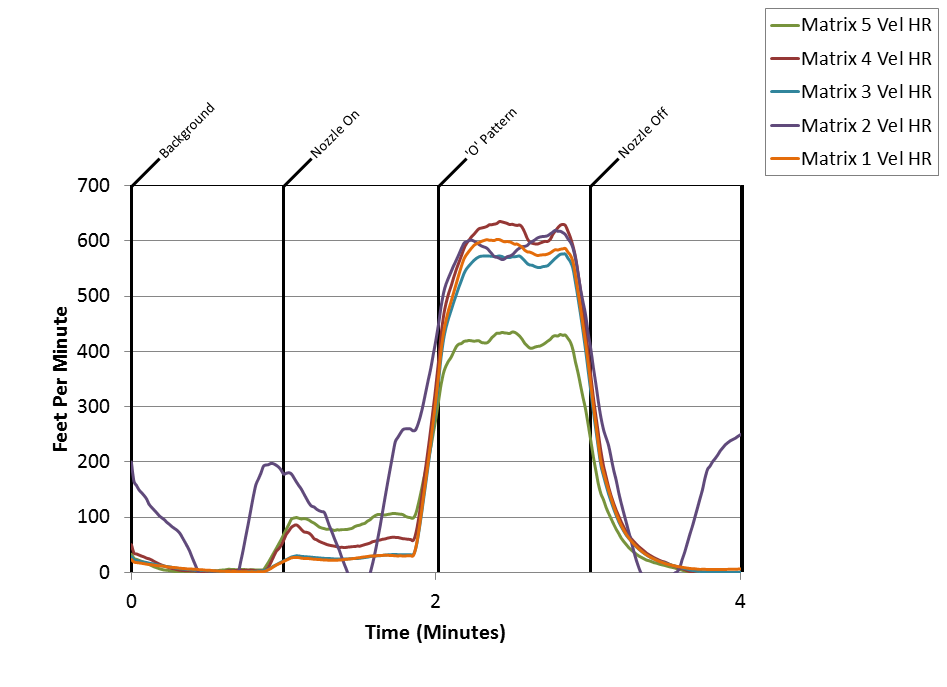 Matrix 5 Vel HR
Matrix 4 Vel HR
Matrix 3 Vel HR
Matrix 2 Vel HR
Matrix 1 Vel HR
Background
Nozzle On
'O' Pattern
Nozzle Off
700
600
500
400
300
200
100
0
Feet Per Minute
0 2 4
Time (Minutes)